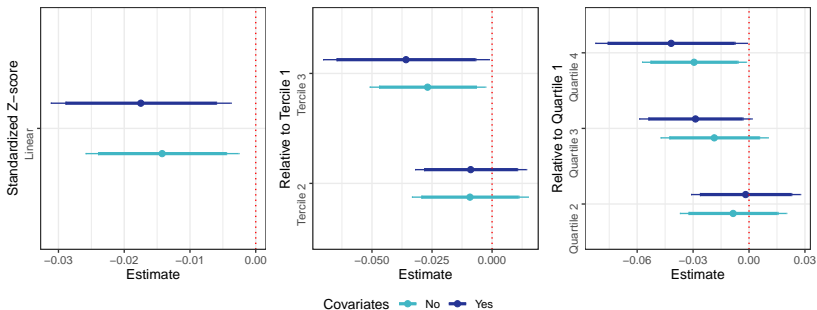 Standardized Z-score
Linear
−0.03 −0.02 −0.01 0.00
Estimate
Relative to Tercile 1
Tercile 3
Tercile 2
−0.050 −0.025 0.000
Estimate
Relative to Quartile 1
Quartile 4
Quartile 3
Quartile 2
−0.06 −0.03 0.00 0.03
Estimate
Covariates No Yes